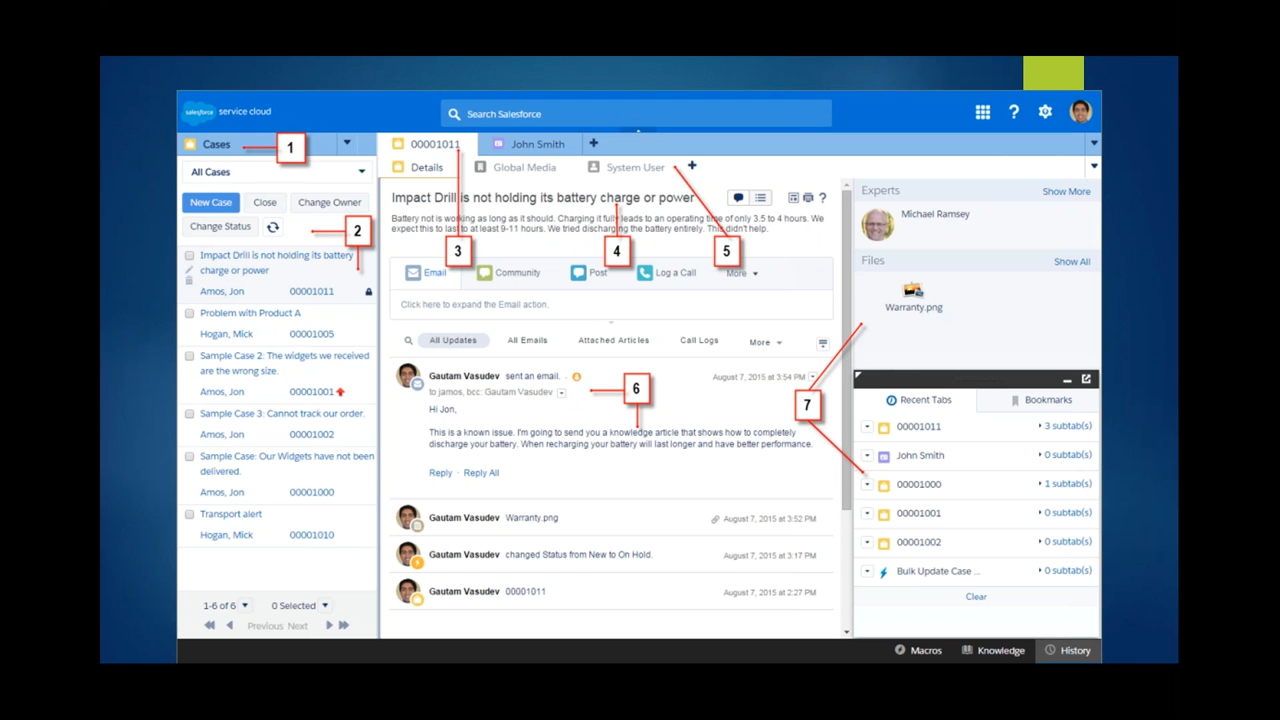 salesforce service cloud
Search Salesforce
Cases
1
00001011
John Smith
All Cases
Details
Global Media
System User
New Case
Close
Change Owner
Change Status
2
Impact Drill is not holding its battery
charge or power
Amos, Jon
00001011
Problem with Product A
Hogan, Mick
00001005
Sample Case 2: The widgets we received
are the wrong size.
Amos, Jon
00001001
Sample Case 3: Cannot track our order.
Amos, Jon
00001002
Sample Case: Our Widgets have not been
delivered.
Amos, Jon
00001000
Transport alert
Hogan, Mick
00001010
1-6 of 6
0 Selected
Previous Next
Impact Drill is not holding its battery charge or power
?
Battery not is working as long as it should. Charging it fully leads to an operating time of only 3.5 to 4 hours. We
expect this to last to at least 9-11 hours. We tried discharging the battery entirely. This didn't help.
3
4
5
Email
Community
Post
Log a Call
More
Click here to expand the Email action.
All Updates
All Emails
Attached Articles
Call Logs
More
Gautam Vasudev sent an email.
August 7, 2015 at 3:54 PM
to jamos, bcc: Gautam Vasudev
6
Hi Jon,
This is a known issue. I'm going to send you a knowledge article that shows how to completely
discharge your battery. When recharging your battery will last longer and have better performance.
Reply · Reply All
Gautam Vasudev Warranty.png
August 7, 2015 at 3:52 PM
Gautam Vasudev changed Status from New to On Hold.
August 7, 2015 at 3:17 PM
Gautam Vasudev 00001011
August 7, 2015 at 2:27 PM
?
Experts
Show More
Michael Ramsey
Files
Show All
Warranty.png
7
Recent Tabs
Bookmarks
00001011
3 subtab(s)
John Smith
0 subtab(s)
00001000
1 subtab(s)
00001001
0 subtab(s)
00001002
0 subtab(s)
Bulk Update Case ...
0 subtab(s)
Clear
Macros
Knowledge
History